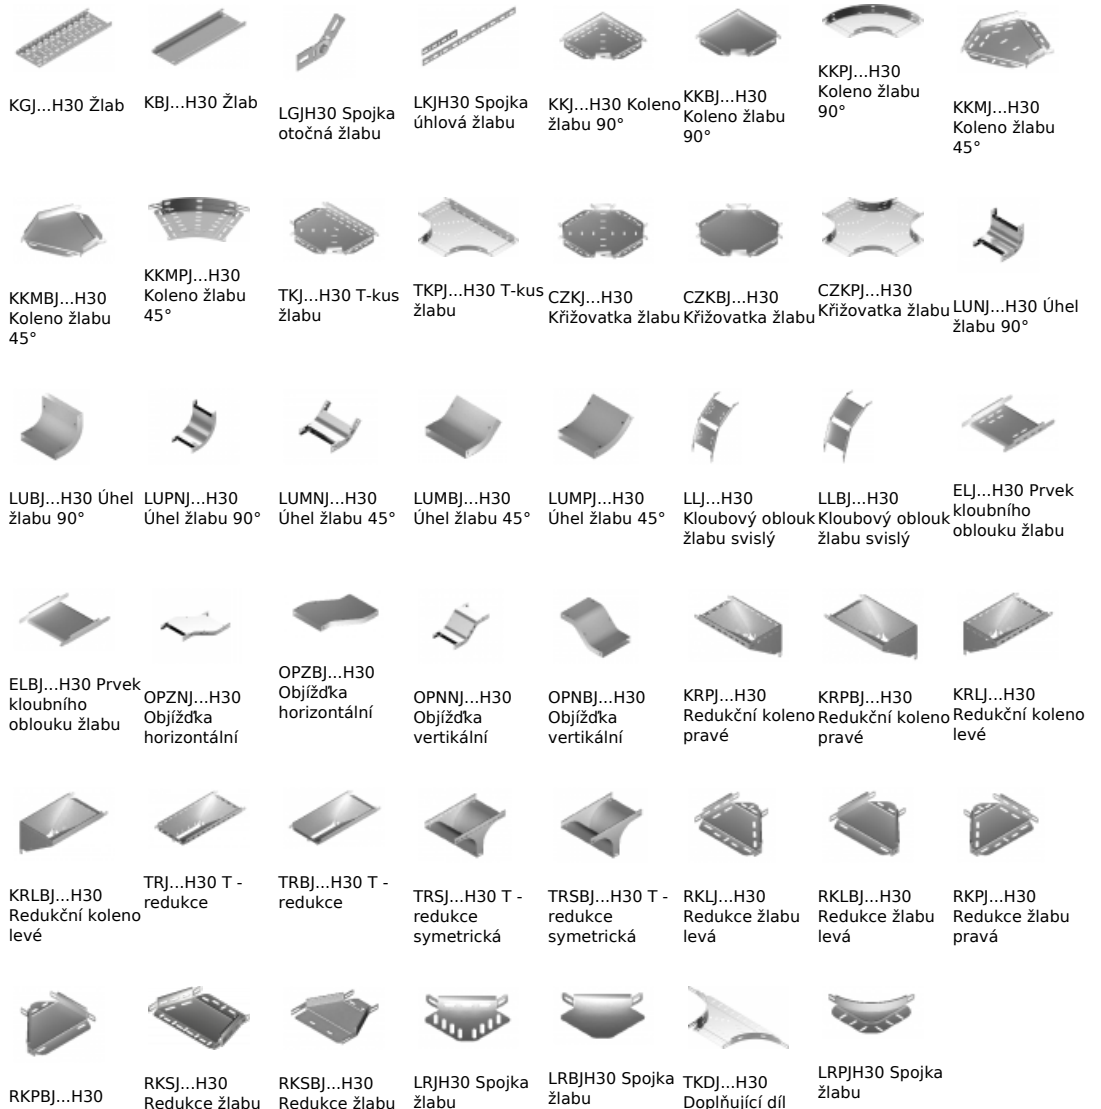 KGJ...H30 Žlab
KBJ...H30 Žlab
LGJH30 Spojka
otočná žlabu
LKJH30 Spojka
úhlová žlabu
KKJ...H30 Koleno
žlabu 90°
KKBJ...H30
Koleno žlabu
90°
KKPJ...H30
Koleno žlabu
90°
KKMJ...H30
Koleno žlabu
45°
KKMBJ...H30
Koleno žlabu
45°
KKMPJ...H30
Koleno žlabu
45°
TKJ...H30 T-kus
žlabu
TKPJ...H30 T-kus
žlabu
CZKJ...H30
Křižovatka žlabu
CZKBJ...H30
Křižovatka žlabu
CZKPJ...H30
Křižovatka žlabu
LUNJ...H30 Úhel
žlabu 90°
LUBJ...H30 Úhel
žlabu 90°
LUPNJ...H30
Úhel žlabu 90°
LUMNJ...H30
Úhel žlabu 45°
LUMBJ...H30
Úhel žlabu 45°
LUMPJ...H30
Úhel žlabu 45°
LLJ...H30
Kloubový oblouk
žlabu svislý
LLBJ...H30
Kloubový oblouk
žlabu svislý
ELJ...H30 Prvek
kloubního
oblouku žlabu
ELBJ...H30 Prvek
kloubního
oblouku žlabu
OPZNJ...H30
Objížďka
horizontální
OPZBJ...H30
Objížďka
horizontální
OPNNJ...H30
Objížďka
vertikální
OPNBJ...H30
Objížďka
vertikální
KRPJ...H30
Redukční koleno
pravé
KRPBJ...H30
Redukční koleno
pravé
KRLJ...H30
Redukční koleno
levé
KRLBJ...H30
Redukční koleno
levé
TRJ...H30 T -
redukce
TRBJ...H30 T -
redukce
TRSJ...H30 T -
redukce
symetrická
TRSBJ...H30 T -
redukce
symetrická
RKLJ...H30
Redukce žlabu
levá
RKLBJ...H30
Redukce žlabu
levá
RKPJ...H30
Redukce žlabu
pravá
RKPBJ...H30
RKSJ...H30
Redukce žlabu
RKSBJ...H30
Redukce žlabu
LRJH30 Spojka
žlabu
LRBJH30 Spojka
žlabu
TKDJ...H30
Doplňující díl
LRPJH30 Spojka
žlabu